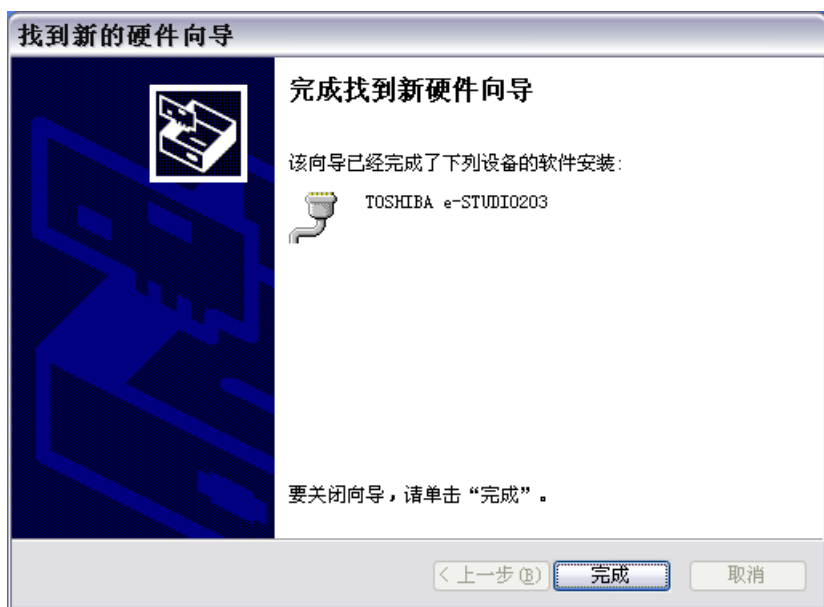 找到新的硬件向导
完成找到新硬件向导
该向导已经完成了下列设备的软件安装:
TOSHIBA e-STUDIO203
要关闭向导，请单击“完成”。
< 上一步(B)
完成
取消